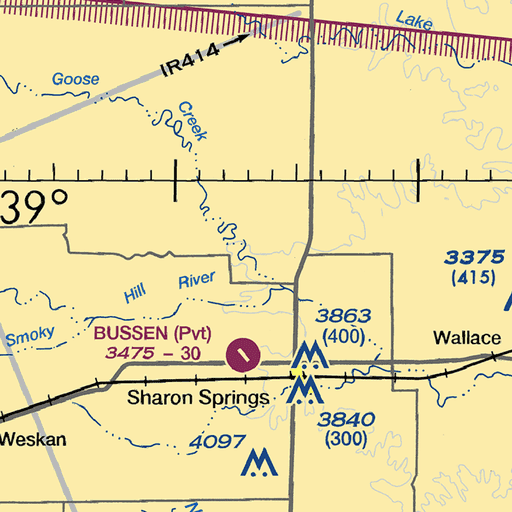 Lake
IR414
Goose
Creek
39°
3375
(415)
Hill River
Smoky
3863
(400)
BUSSEN (Pvt)
3475 - 30
Wallace
Sharon Springs
3840
(300)
4097
Weskan